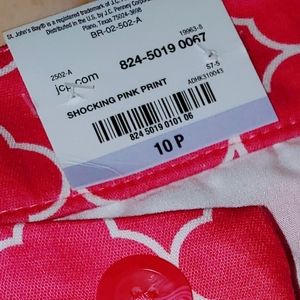 St. John's Bay® is a registered trademark of J.C. Penney
Distributed in the U.S. by J.C. Penney Corporation
Plano, Texas 75024-3698
BR-02-502-A
2502-A
19963-8
824-5019 0067
jcp.com
SHOCKING PINK PRINT
57-5
ADHK310043
824 5019 0101 06
10 P